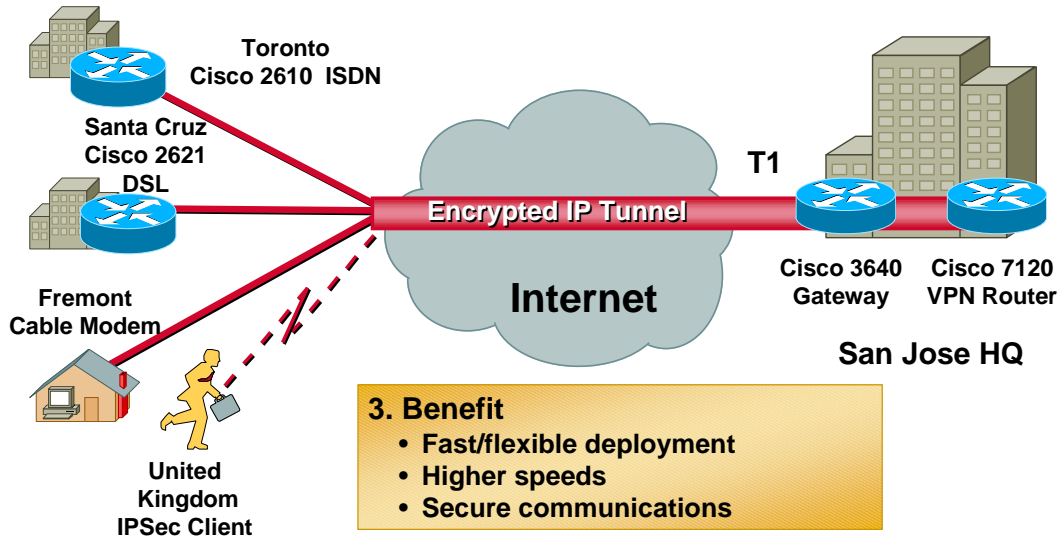 Toronto
Cisco 2610 ISDN
Santa Cruz
Cisco 2621
DSL
T1
Encrypted IP Tunnel
Internet
Cisco 3640
Gateway
Cisco 7120
VPN Router
San Jose HQ
Fremont
Cable Modem
United
Kingdom
IPSec Client
3. Benefit
• Fast/flexible deployment
• Higher speeds
• Secure communications